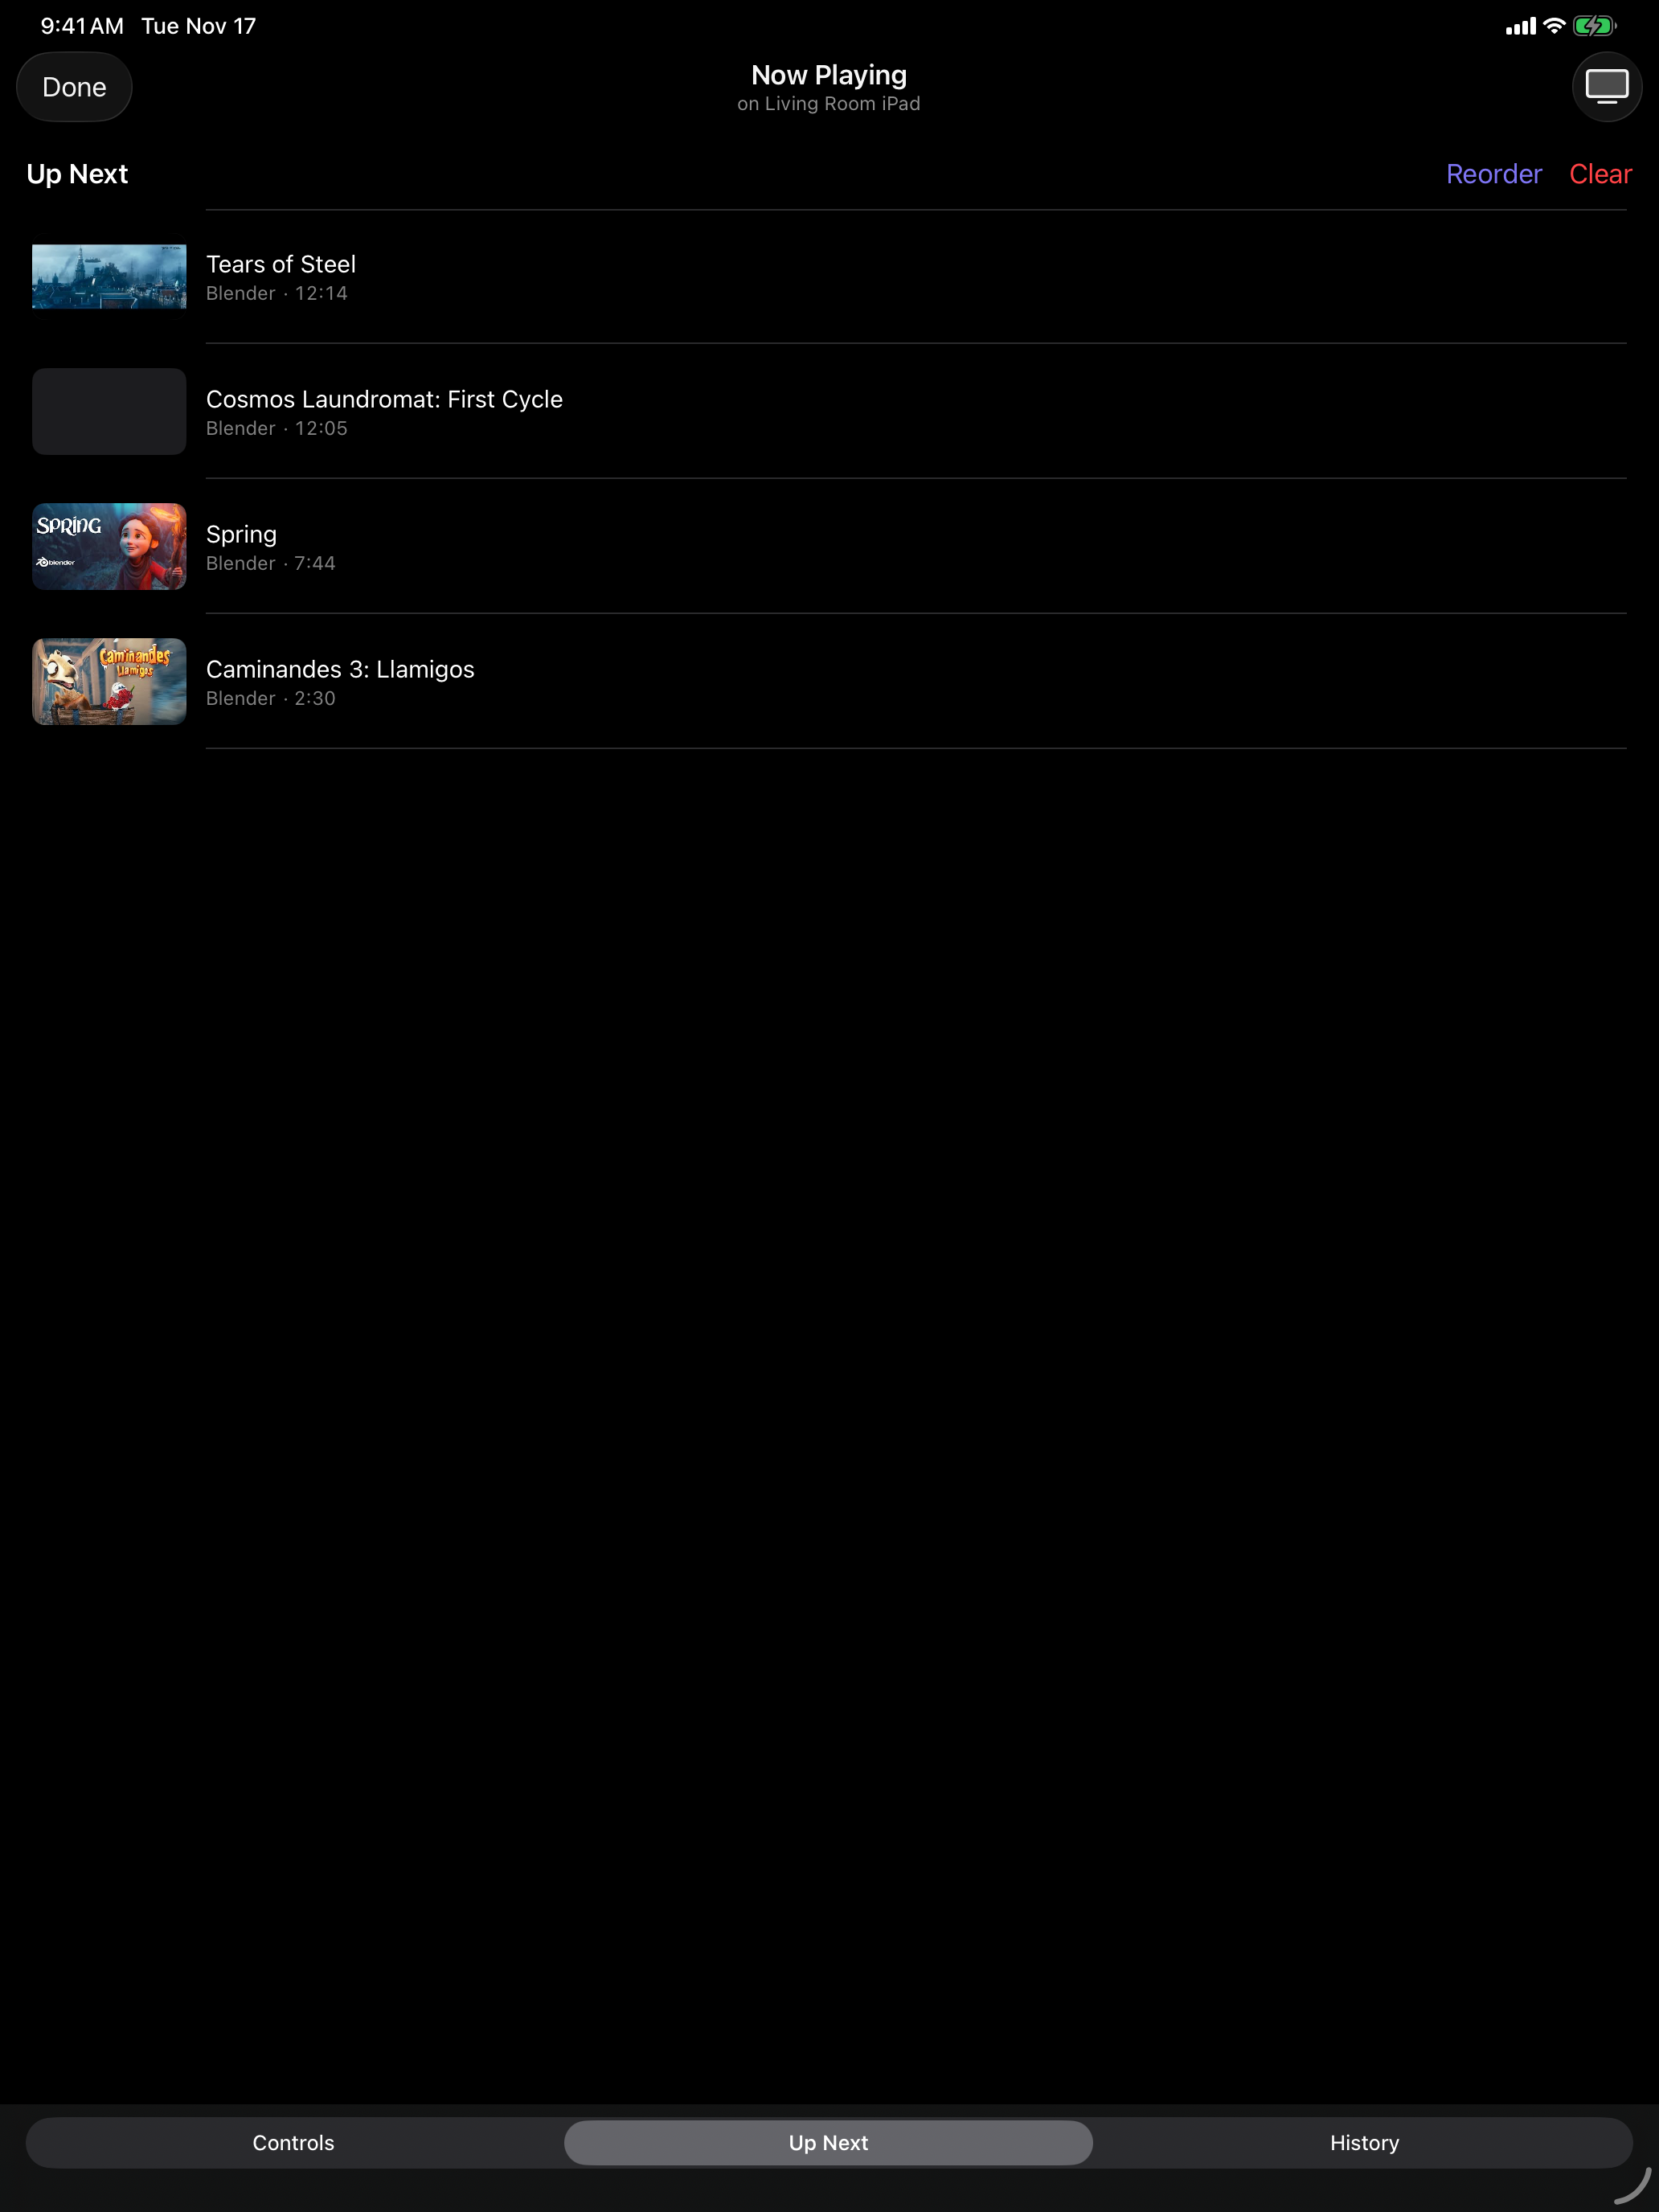 9:41 AM Tue Nov 17
Done
Now Playing
on Living Room iPad
Up Next
Reorder
Clear
Tears of Steel
Blender · 12:14
Cosmos Laundromat: First Cycle
Blender · 12:05
SPRING
blender
Spring
Blender · 7:44
Caminandes
Llamigos
Caminandes 3: Llamigos
Blender · 2:30
Controls
Up Next
History